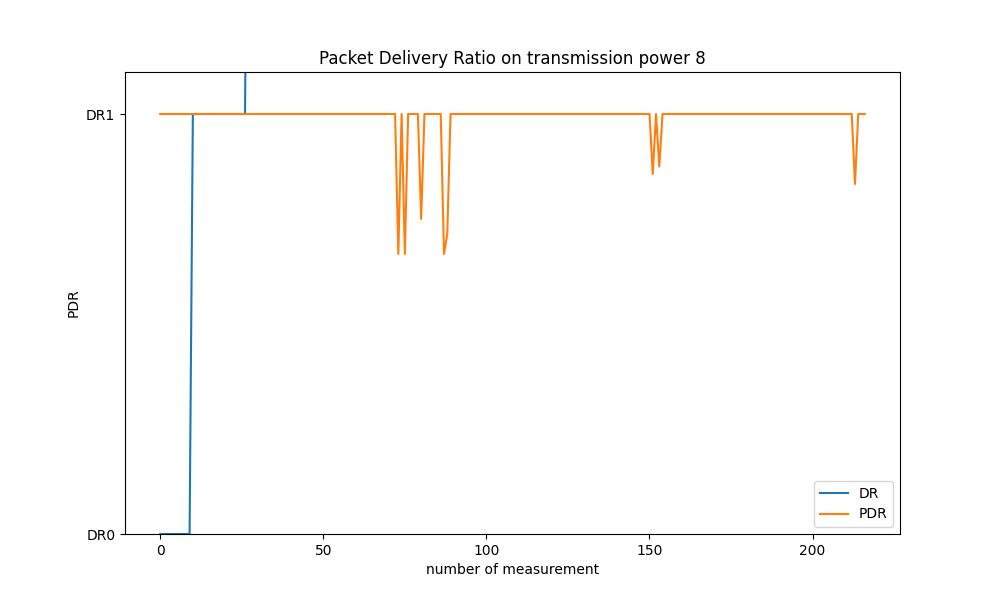 Packet Delivery Ratio on transmission power 8
DR1
PDR
DR0
DR
PDR
0 50 100 150 200
number of measurement